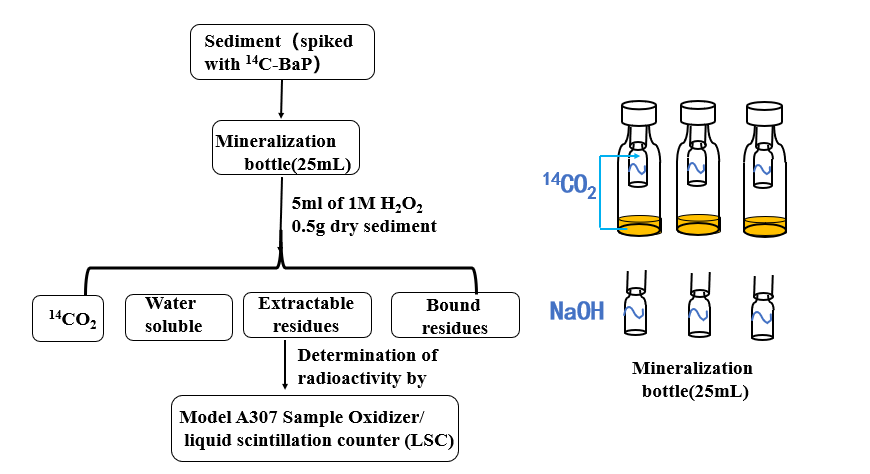 Sediment（spiked
with ¹⁴C-BaP）
Mineralization
bottle(25mL)
5ml of 1M H₂O₂
0.5g dry sediment
¹⁴CO₂
Water
soluble
Extractable
residues
Bound
residues
Determination of
radioactivity by
Model A307 Sample Oxidizer/
liquid scintillation counter (LSC)
¹⁴CO₂
NaOH
Mineralization
bottle(25mL)